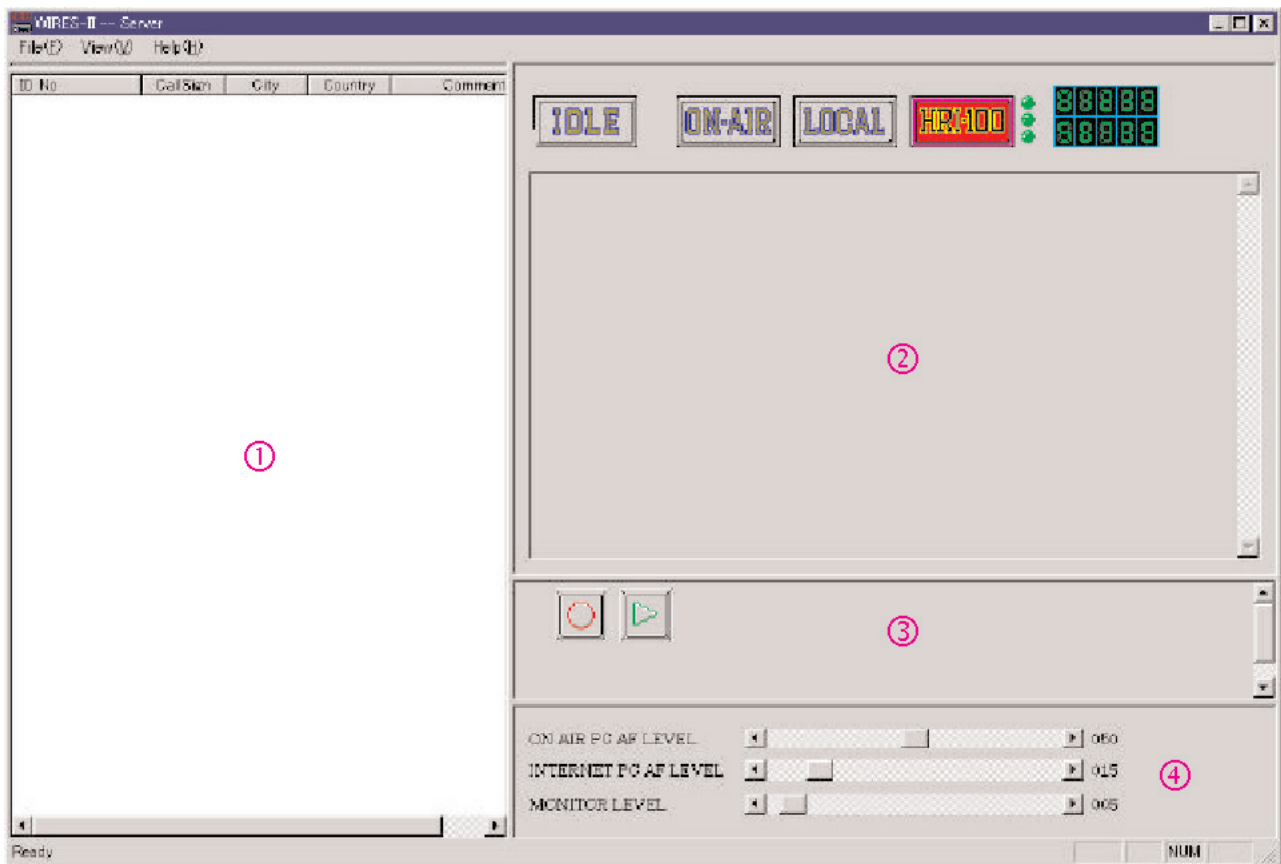 WIRES-II --- Server
File(F) View(V) Help(H)
ID No CallSign City Country Comment
IDLE ON-AIR LOCAL HRI-100 88888
88888
①
②
③
ON AIR PC AF LEVEL 050
INTERNET PC AF LEVEL 015
MONITOR LEVEL 005
④
Ready NUM